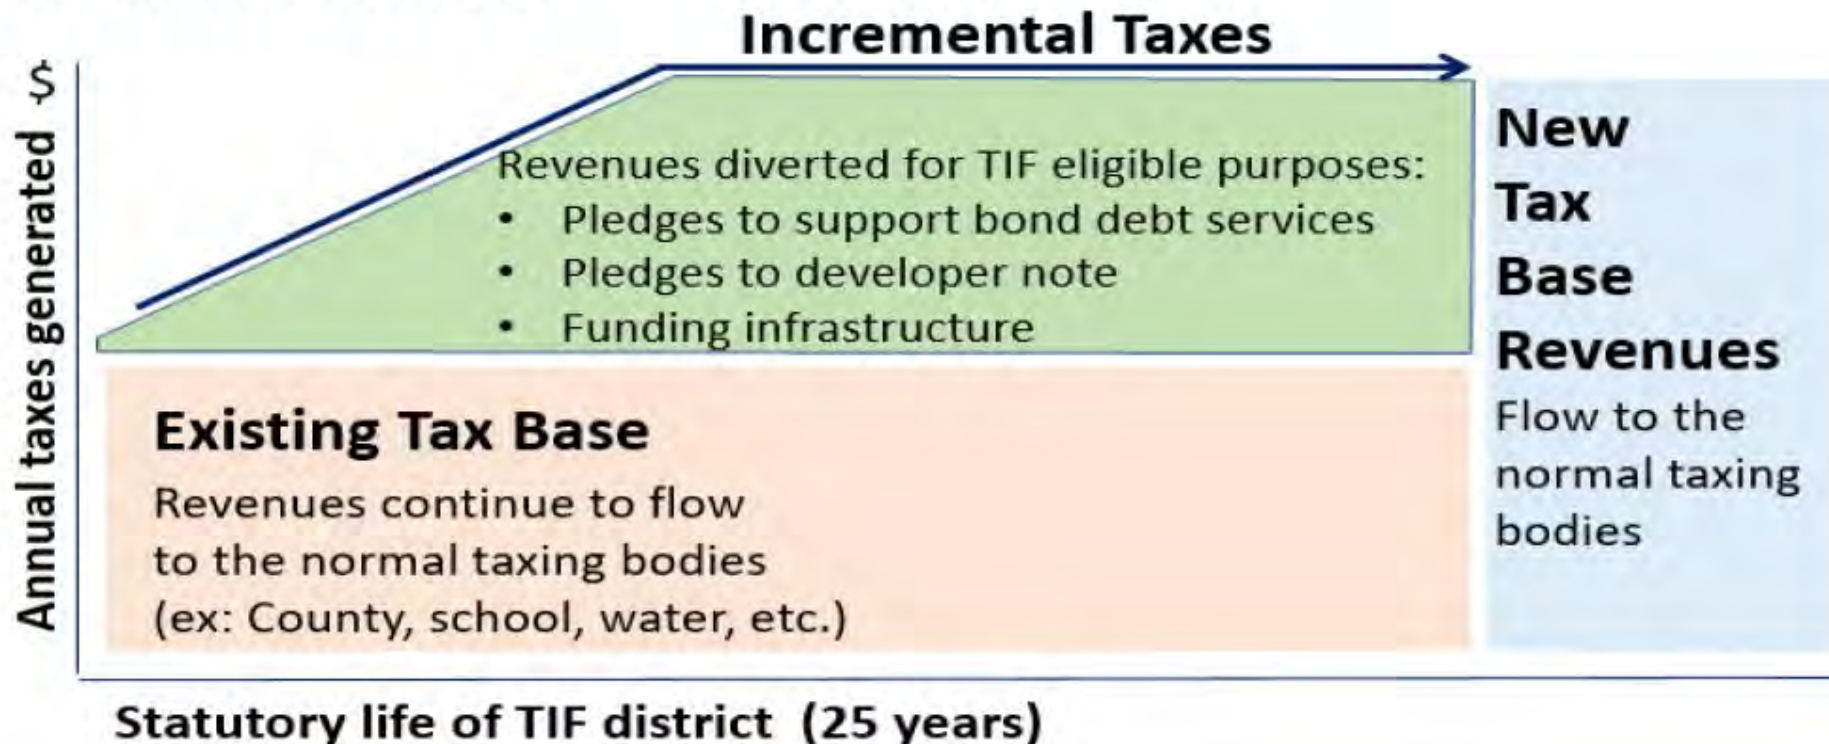 Incremental Taxes
Annual taxes generated $
Revenues diverted for TIF eligible purposes:
• Pledges to support bond debt services
• Pledges to developer note
• Funding infrastructure
New
Tax
Base
Revenues
Flow to the
normal taxing
bodies
Existing Tax Base
Revenues continue to flow
to the normal taxing bodies
(ex: County, school, water, etc.)
Statutory life of TIF district (25 years)